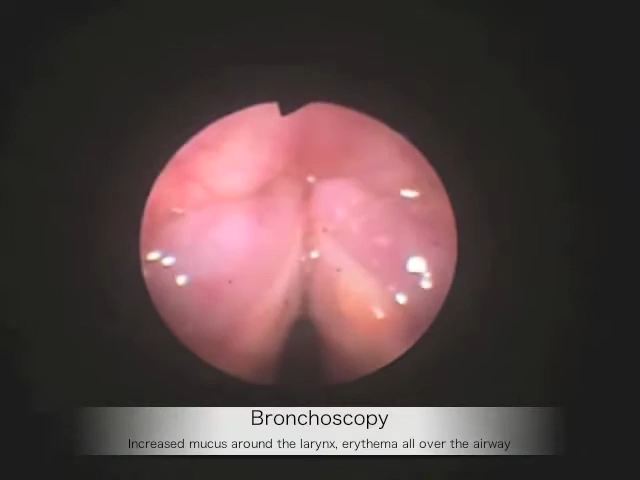 Bronchoscopy
Increased mucus around the larynx, erythema all over the airway